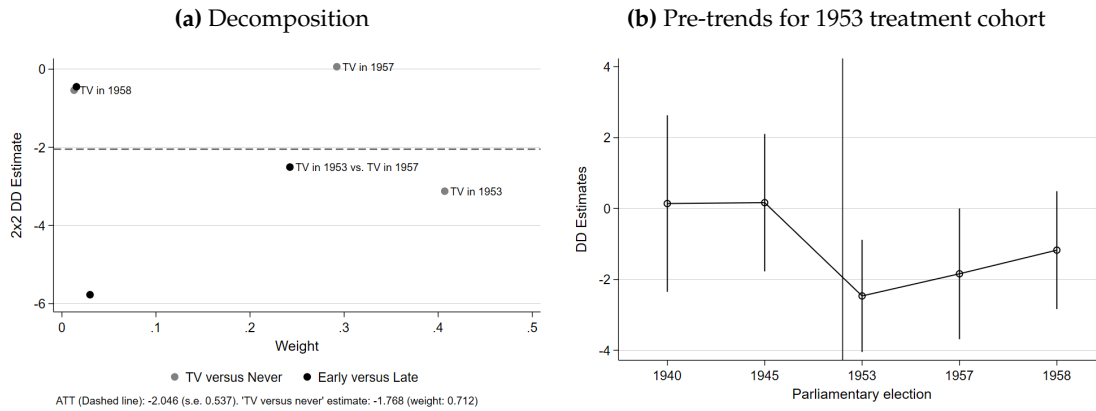 (a) Decomposition
0
-2
-4
-6
2x2 DD Estimate
TV in 1957
TV in 1958
TV in 1953 vs. TV in 1957
TV in 1953
0 .1 .2 .3 .4 .5
Weight
TV versus Never Early versus Late
ATT (Dashed line): -2.046 (s.e. 0.537). 'TV versus never' estimate: -1.768 (weight: 0.712)
(b) Pre-trends for 1953 treatment cohort
4
2
0
-2
-4
DD Estimates
1940 1945 1953 1957 1958
Parliamentary election